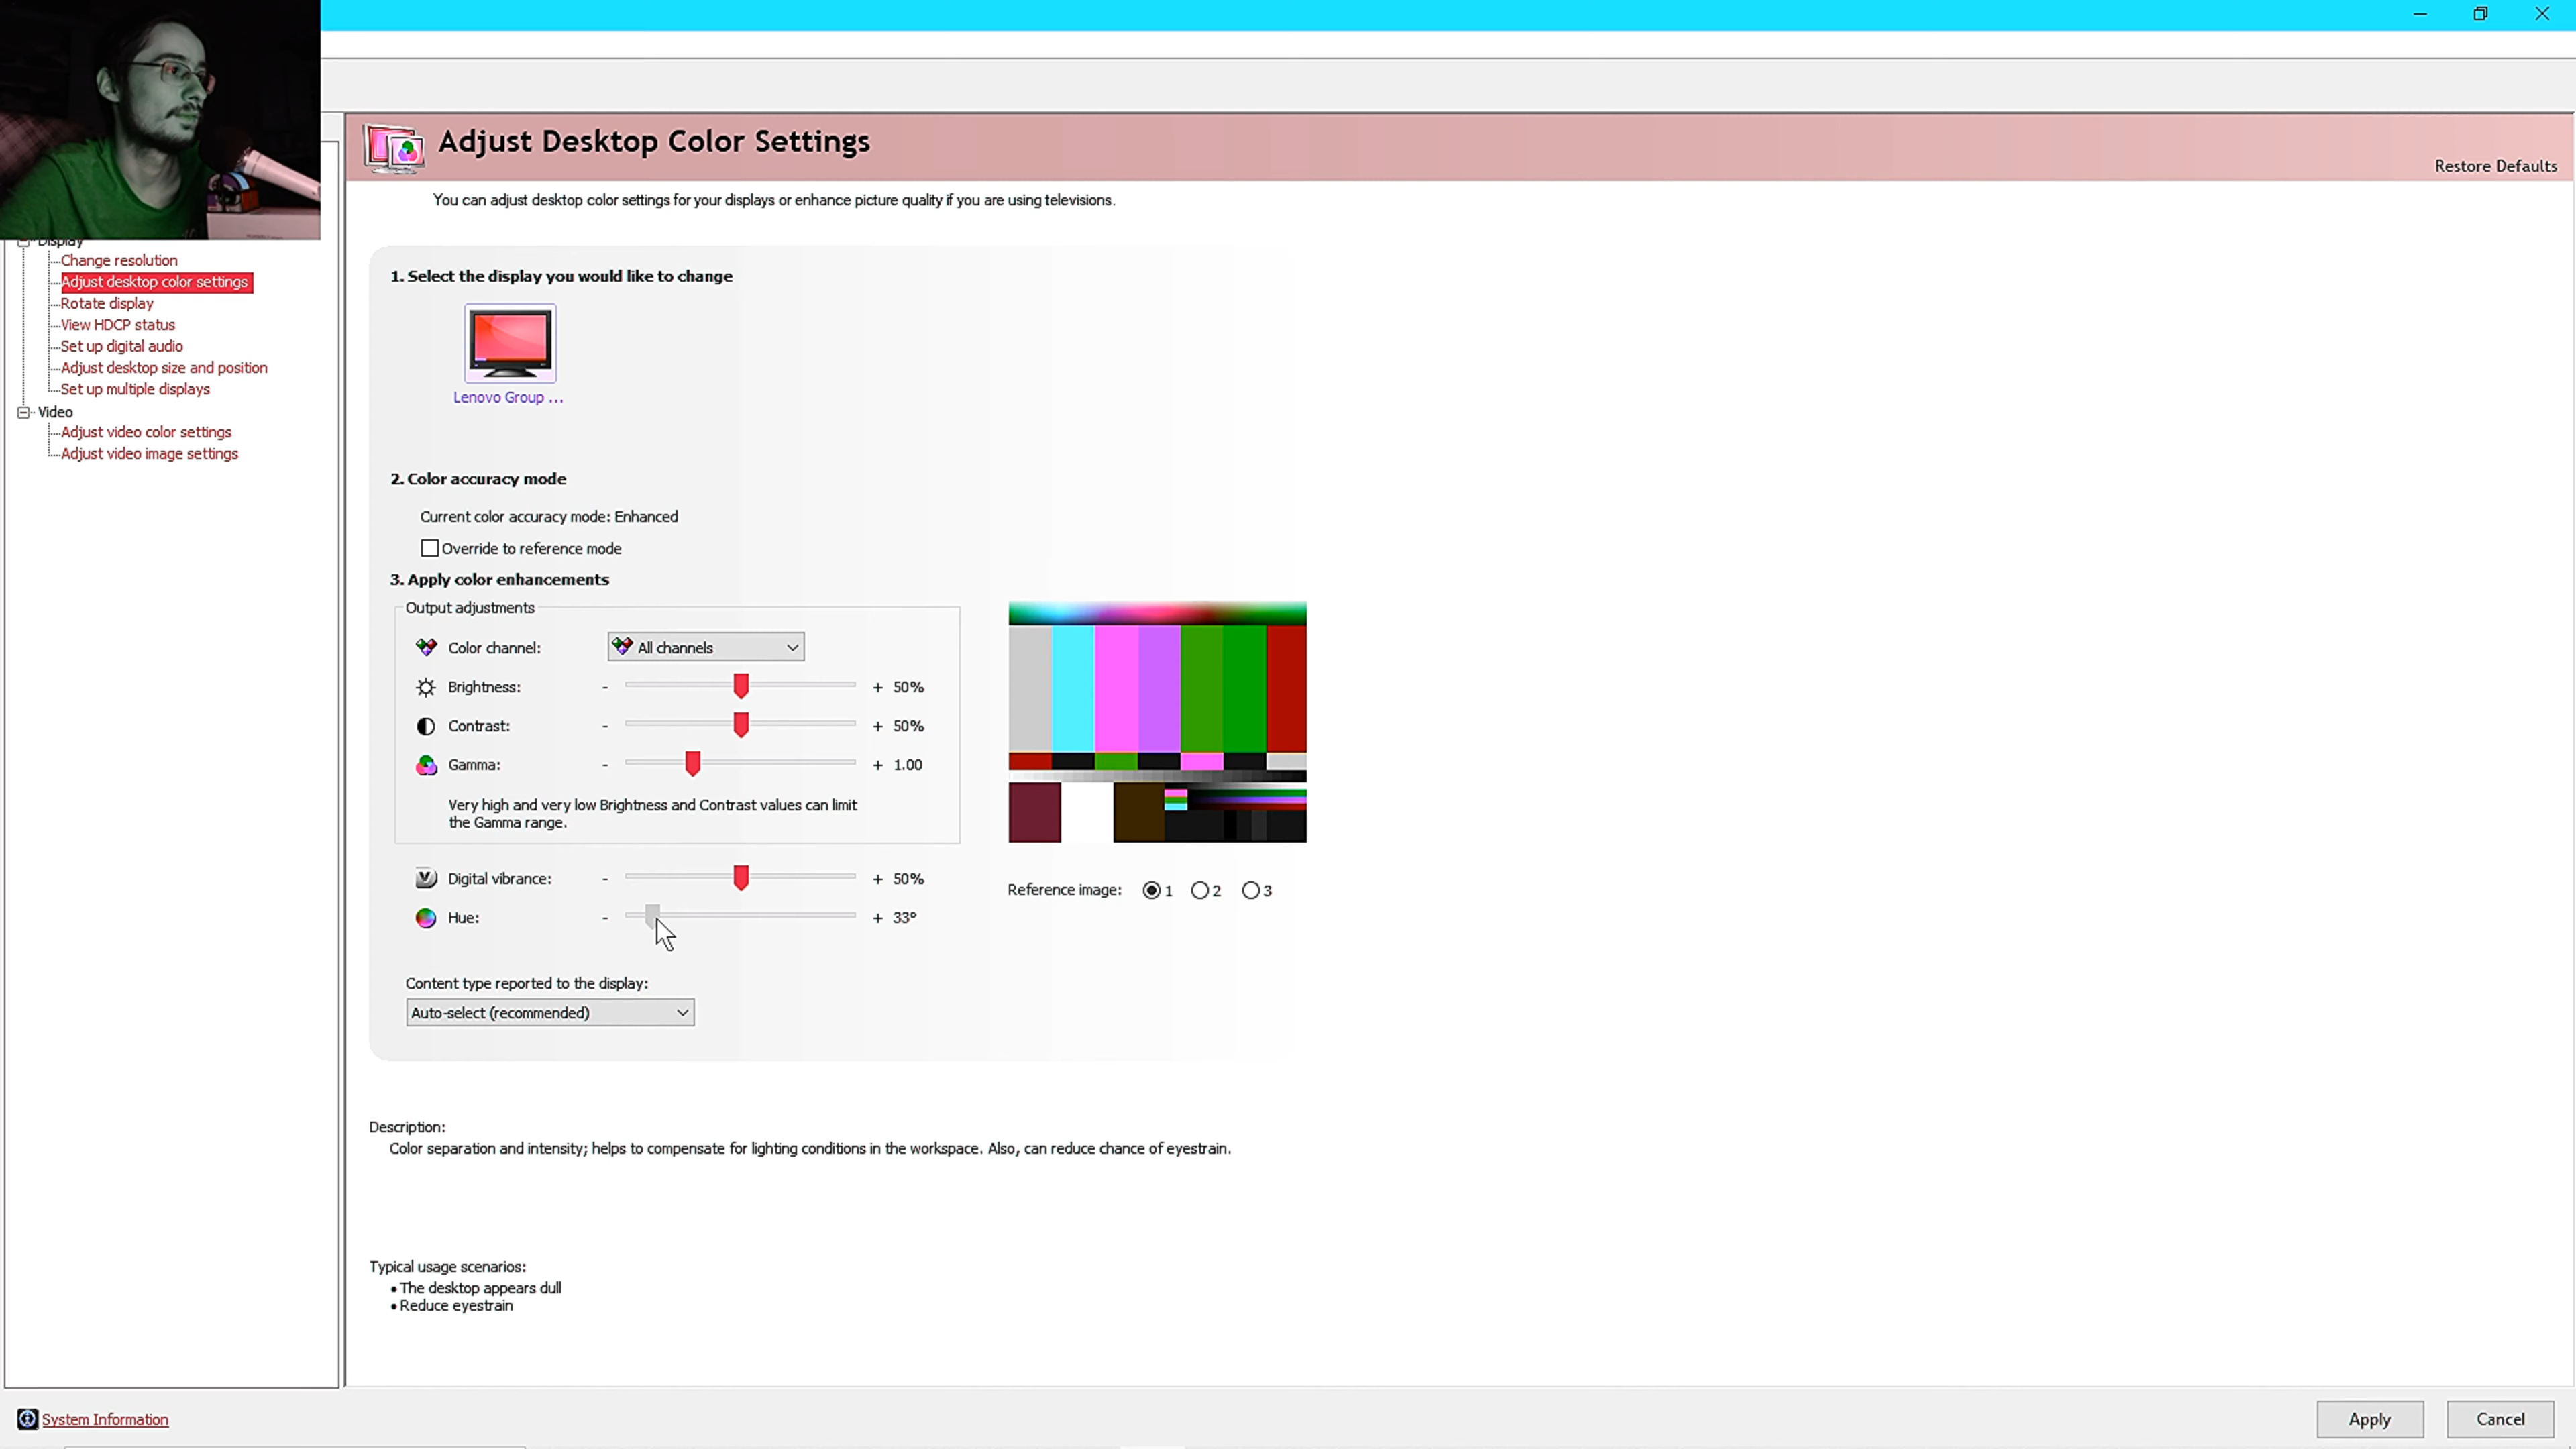 Adjust Desktop Color Settings
Restore Defaults
You can adjust desktop color settings for your displays or enhance picture quality if you are using televisions.
Display
Change resolution
Adjust desktop color settings
Rotate display
View HDCP status
Set up digital audio
Adjust desktop size and position
Set up multiple displays
Video
Adjust video color settings
Adjust video image settings
1. Select the display you would like to change
Lenovo Group ...
2. Color accuracy mode
Current color accuracy mode: Enhanced
Override to reference mode
3. Apply color enhancements
Output adjustments
Color channel: All channels
Brightness: - + 50%
Contrast: - + 50%
Gamma: - + 1.00
Very high and very low Brightness and Contrast values can limit
the Gamma range.
Digital vibrance: - + 50%
Hue: - + 33°
Reference image: 1 2 3
Content type reported to the display:
Auto-select (recommended)
Description:
Color separation and intensity; helps to compensate for lighting conditions in the workspace. Also, can reduce chance of eyestrain.
Typical usage scenarios:
• The desktop appears dull
• Reduce eyestrain
System Information
Apply
Cancel